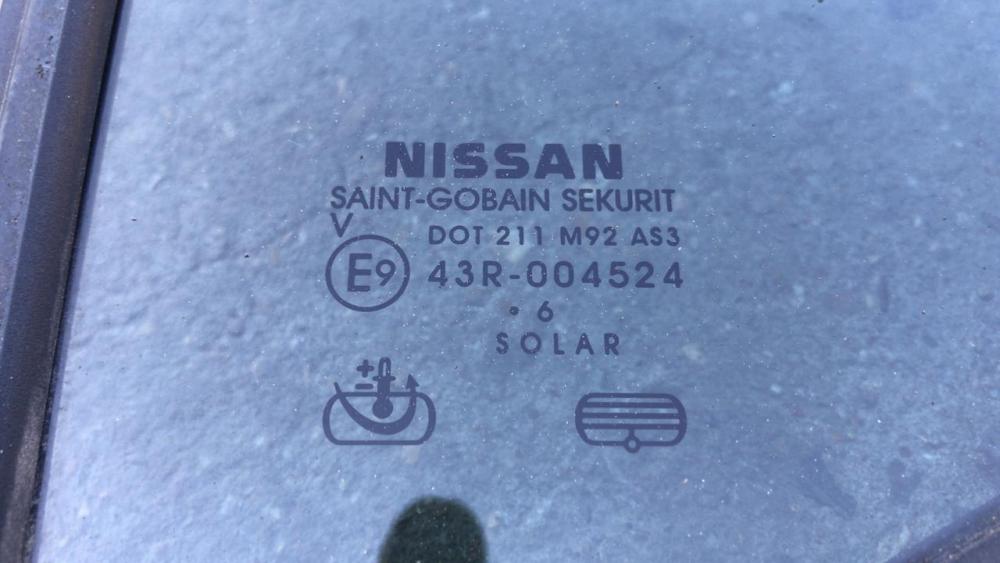 NISSAN
SAINT-GOBAIN SEKURIT
V
DOT 211 M92 AS3
E9 43R-004524
• 6
SOLAR